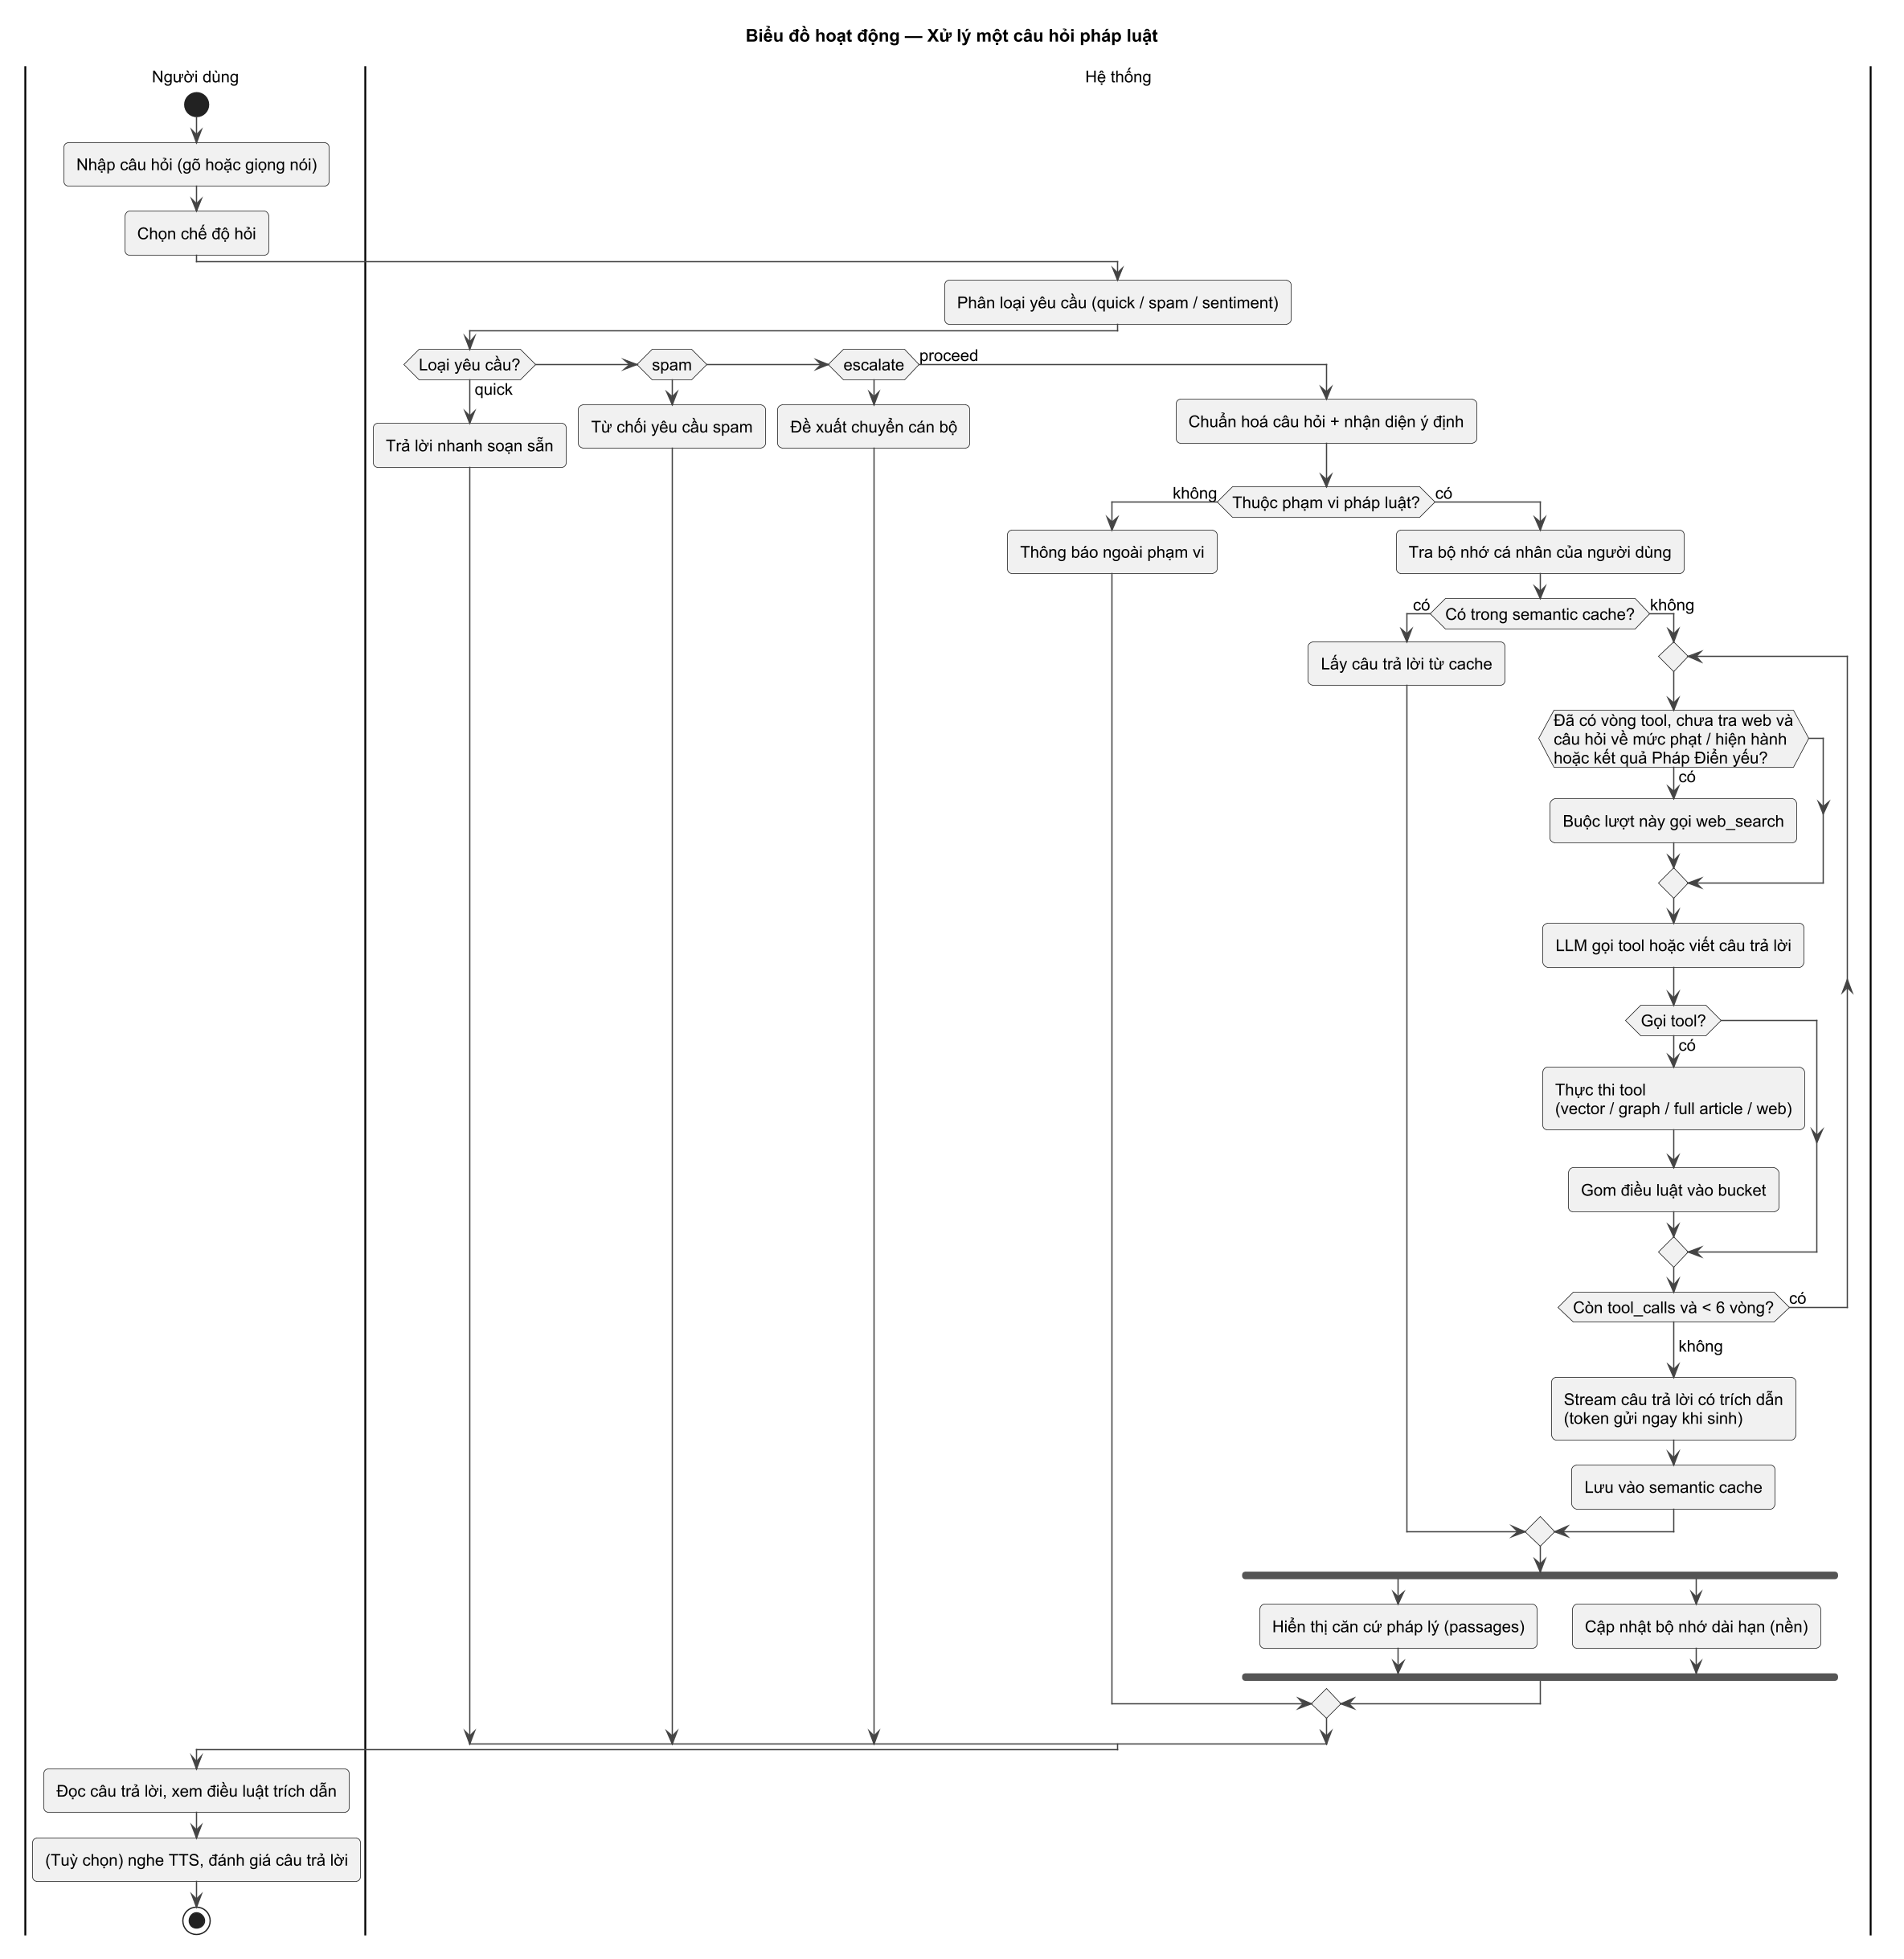 Biểu đồ hoạt động — Xử lý một câu hỏi pháp luật
Người dùng
Hệ thống
Nhập câu hỏi (gõ hoặc giọng nói)
Chọn chế độ hỏi
Phân loại yêu cầu (quick / spam / sentiment)
Loại yêu cầu?
spam
escalate
proceed
quick
Trả lời nhanh soạn sẵn
Từ chối yêu cầu spam
Đề xuất chuyển cán bộ
Chuẩn hoá câu hỏi + nhận diện ý định
không
Thuộc phạm vi pháp luật?
có
Thông báo ngoài phạm vi
Tra bộ nhớ cá nhân của người dùng
có
Có trong semantic cache?
không
Lấy câu trả lời từ cache
Đã có vòng tool, chưa tra web và
câu hỏi về mức phạt / hiện hành
hoặc kết quả Pháp Điển yếu?
có
Buộc lượt này gọi web_search
LLM gọi tool hoặc viết câu trả lời
Gọi tool?
có
Thực thi tool
(vector / graph / full article / web)
Gom điều luật vào bucket
Còn tool_calls và < 6 vòng?
có
không
Stream câu trả lời có trích dẫn
(token gửi ngay khi sinh)
Lưu vào semantic cache
Hiển thị căn cứ pháp lý (passages)
Cập nhật bộ nhớ dài hạn (nền)
Đọc câu trả lời, xem điều luật trích dẫn
(Tuỳ chọn) nghe TTS, đánh giá câu trả lời